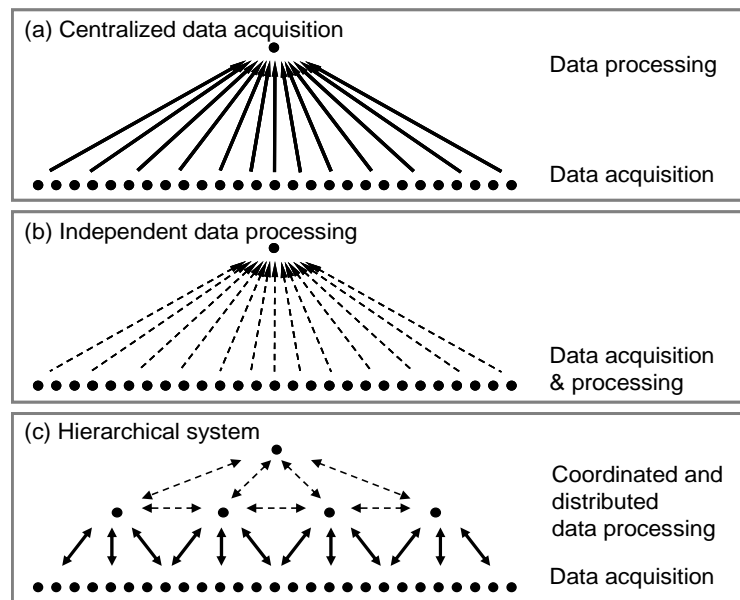 (a) Centralized data acquisition
Data processing
Data acquisition
(b) Independent data processing
Data acquisition
& processing
(c) Hierarchical system
Coordinated and
distributed
data processing
Data acquisition